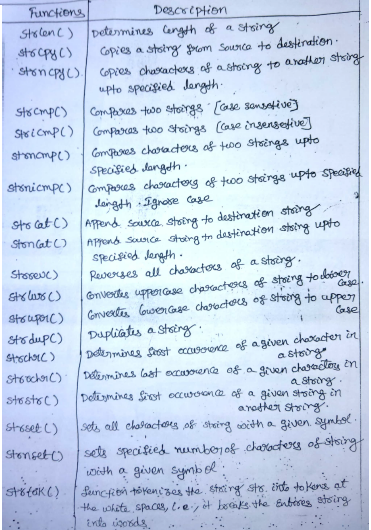 Functions Description
strlen() Determines length of a string
strcpy() Copies a string from source to destination.
strncpy() Copies characters of a string to another string
upto specified length.
strcmp() Compares two strings [case sensetive]
stricmp() Compares two strings [case insensetive]
strncmp() Compares characters of two strings upto
specified length.
strnicmp() Compares characters of two strings upto specified
length. Ignore case
strcat() Append source string to destination string
strncat() Append source string to destination string upto
specified length.
strrev() Reverses all characters of a string.
strlwr() Convertes uppercase characters of string to lower
case.
strupr() Convertes lowercase characters of string to upper
case
strdup() Duplicates a string.
strchr() Determines first occurrence of a given character in
a string
strrchr() Determines last occurrence of a given character in
a string.
strstr() Determines first occurrence of a given string in
another string.
strset() sets all characters of string with a given symbol.
strnset() sets specified number of characters of string
with a given symbol
strtok() function tokenises the string str. into tokens at
the white spaces, i.e., it breaks the entires string
into words